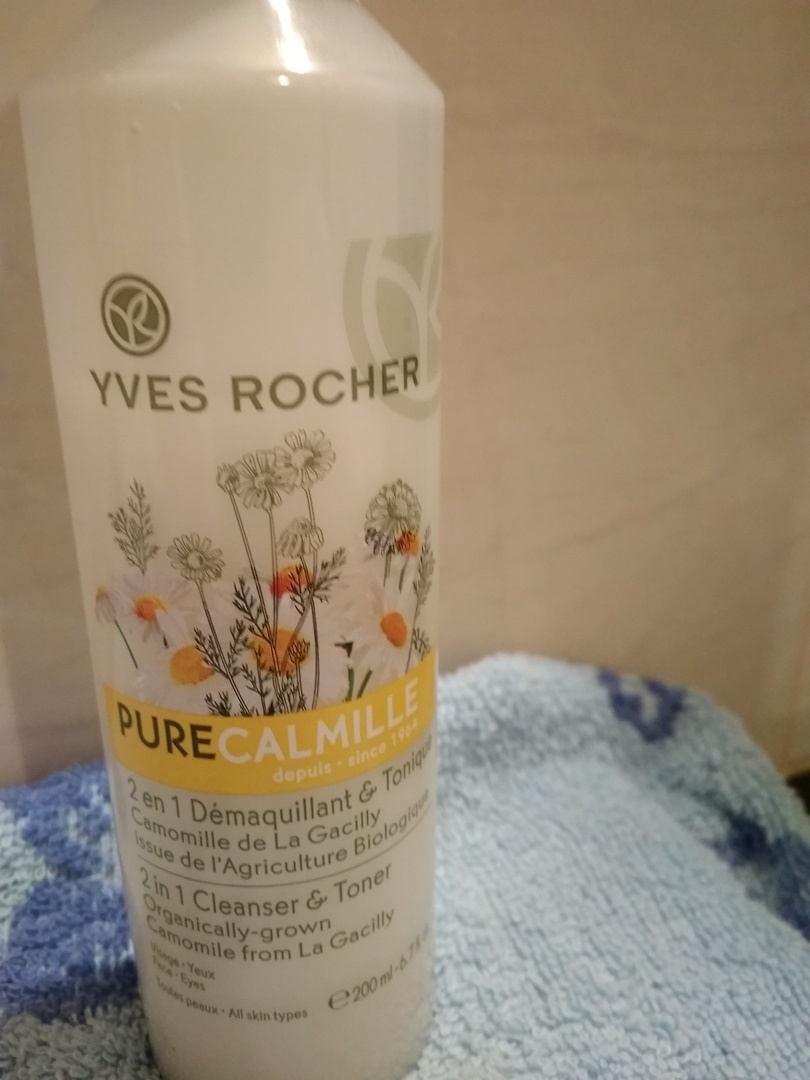 YVES ROCHER
PURECALMILLE
depuis · since 1964
2 en 1 Démaquillant & Tonique
Camomille de La Gacilly
issue de l'Agriculture Biologique
2 in 1 Cleanser & Toner
Organically-grown
Camomile from La Gacilly
Visage · Yeux
Face · Eyes
Toutes peaux · All skin types
℮ 200 ml - 6.7